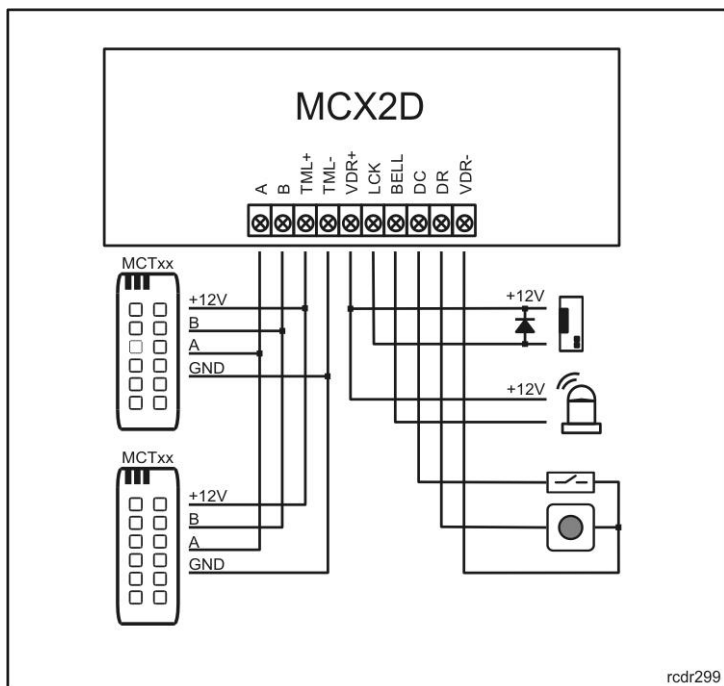 MCX2D
A
B
TML+
TML-
VDR+
LCK
BELL
DC
DR
VDR-
MCTxx
+12V
B
A
GND
+12V
+12V
MCTxx
+12V
B
A
GND
rcdr299